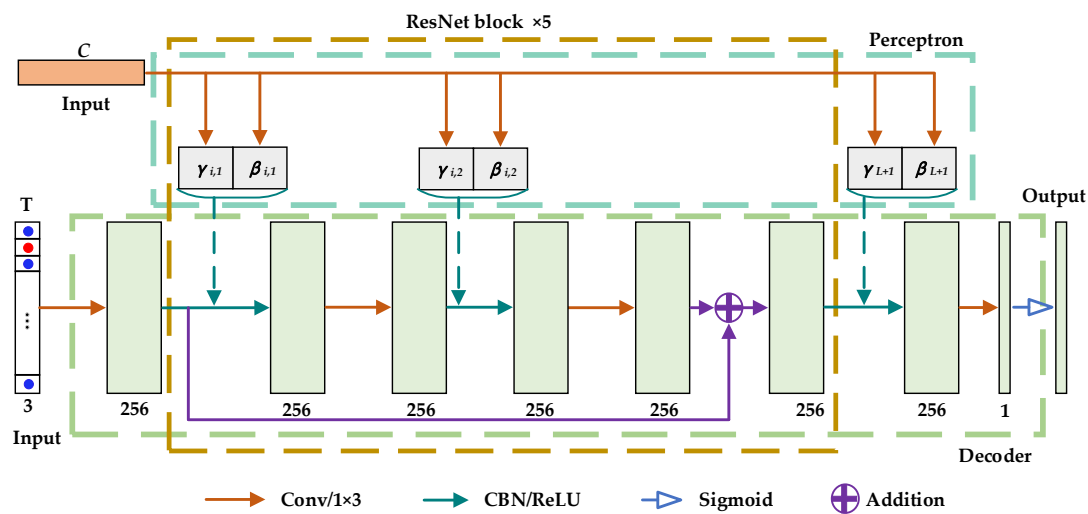 ResNet block ×5
C
Perceptron
Input
γ i,1 β i,1
γ i,2 β i,2
γ L+1 β L+1
T
Output
...
3
256
256
256
256
256
256
256
1
Input
Decoder
Conv/1×3
CBN/ReLU
Sigmoid
Addition